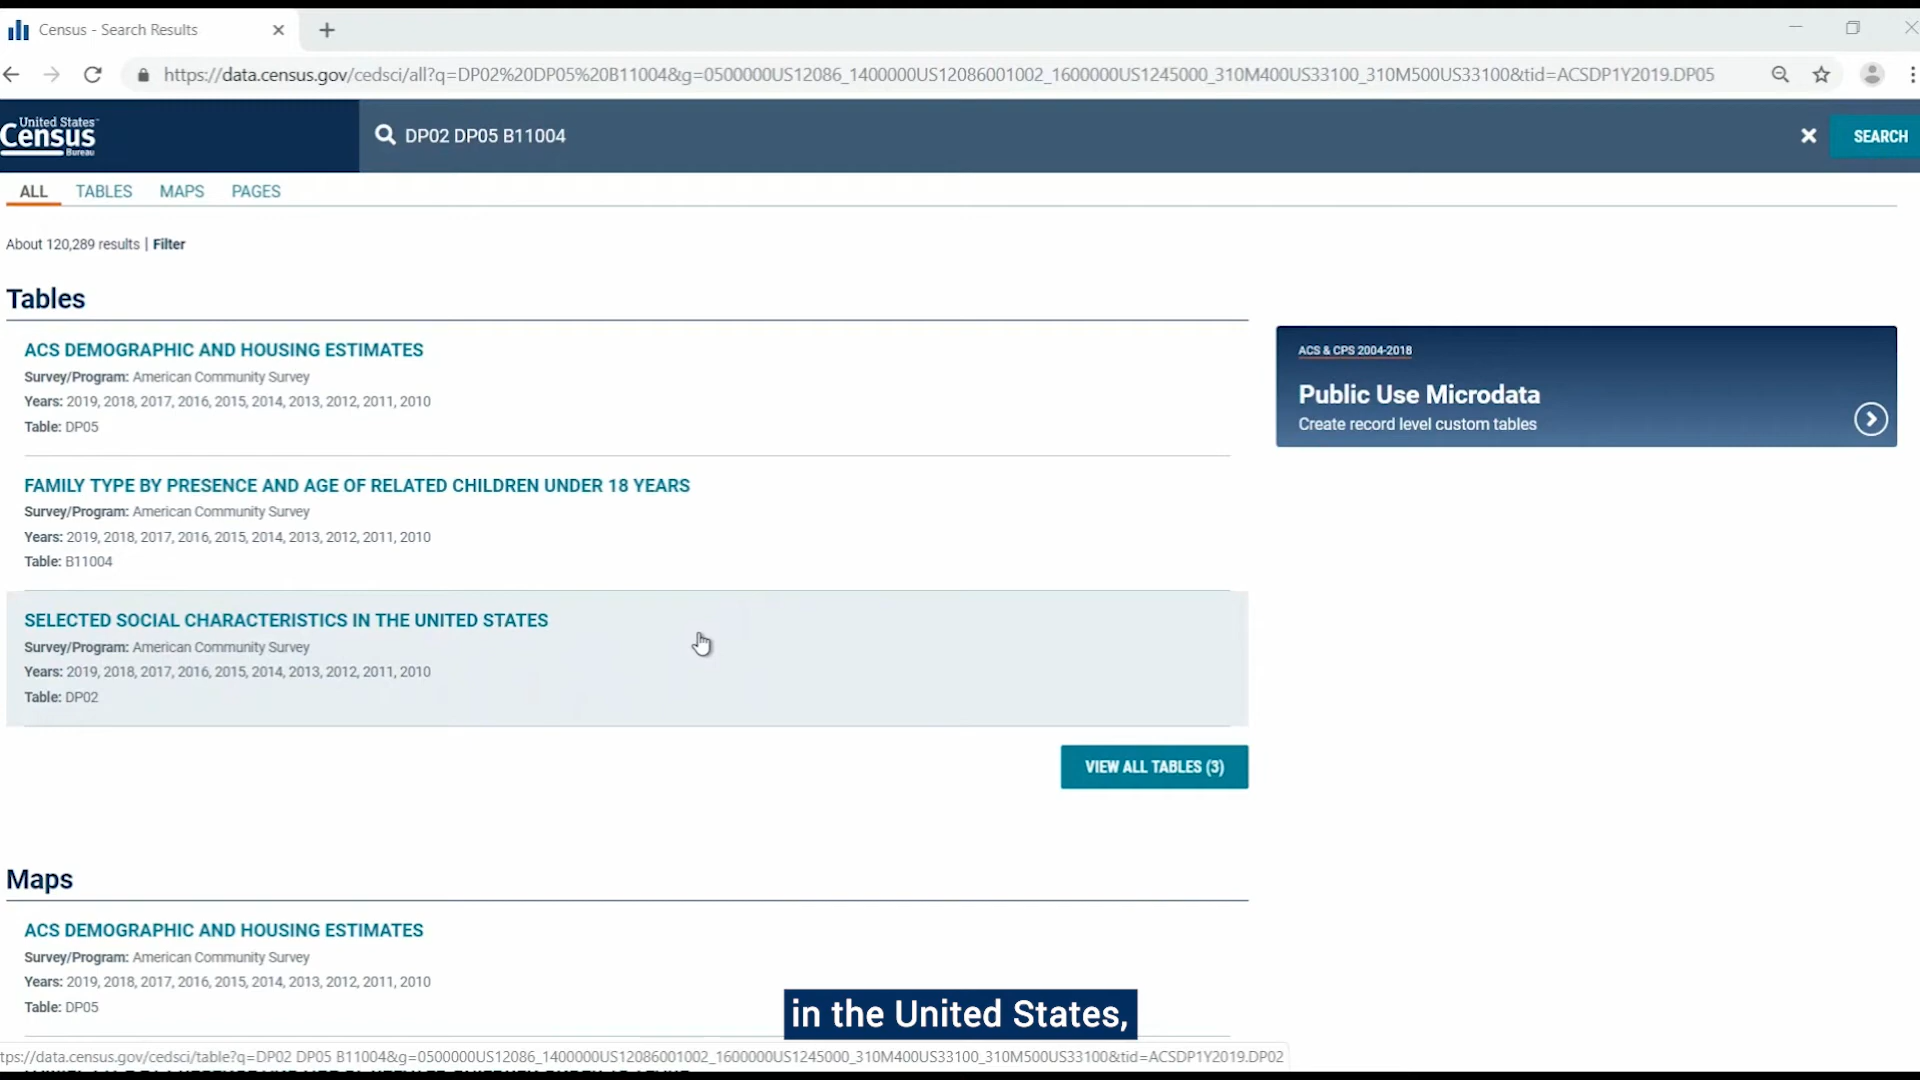 Census - Search Results
https://data.census.gov/cedsci/all?q=DP02%20DP05%20B11004&g=0500000US12086_1400000US12086001002_1600000US1245000_310M400US33100_310M500US33100&tid=ACSDP1Y2019.DP05
United States™
Census
Bureau
DP02 DP05 B11004
SEARCH
ALL TABLES MAPS PAGES
About 120,289 results | Filter
Tables
ACS DEMOGRAPHIC AND HOUSING ESTIMATES
Survey/Program: American Community Survey
Years: 2019, 2018, 2017, 2016, 2015, 2014, 2013, 2012, 2011, 2010
Table: DP05
ACS & CPS 2004-2018
Public Use Microdata
Create record level custom tables
FAMILY TYPE BY PRESENCE AND AGE OF RELATED CHILDREN UNDER 18 YEARS
Survey/Program: American Community Survey
Years: 2019, 2018, 2017, 2016, 2015, 2014, 2013, 2012, 2011, 2010
Table: B11004
SELECTED SOCIAL CHARACTERISTICS IN THE UNITED STATES
Survey/Program: American Community Survey
Years: 2019, 2018, 2017, 2016, 2015, 2014, 2013, 2012, 2011, 2010
Table: DP02
VIEW ALL TABLES (3)
Maps
ACS DEMOGRAPHIC AND HOUSING ESTIMATES
Survey/Program: American Community Survey
Years: 2019, 2018, 2017, 2016, 2015, 2014, 2013, 2012, 2011, 2010
Table: DP05
in the United States,
tps://data.census.gov/cedsci/table?q=DP02 DP05 B11004&g=0500000US12086_1400000US12086001002_1600000US1245000_310M400US33100_310M500US33100&tid=ACSDP1Y2019.DP02